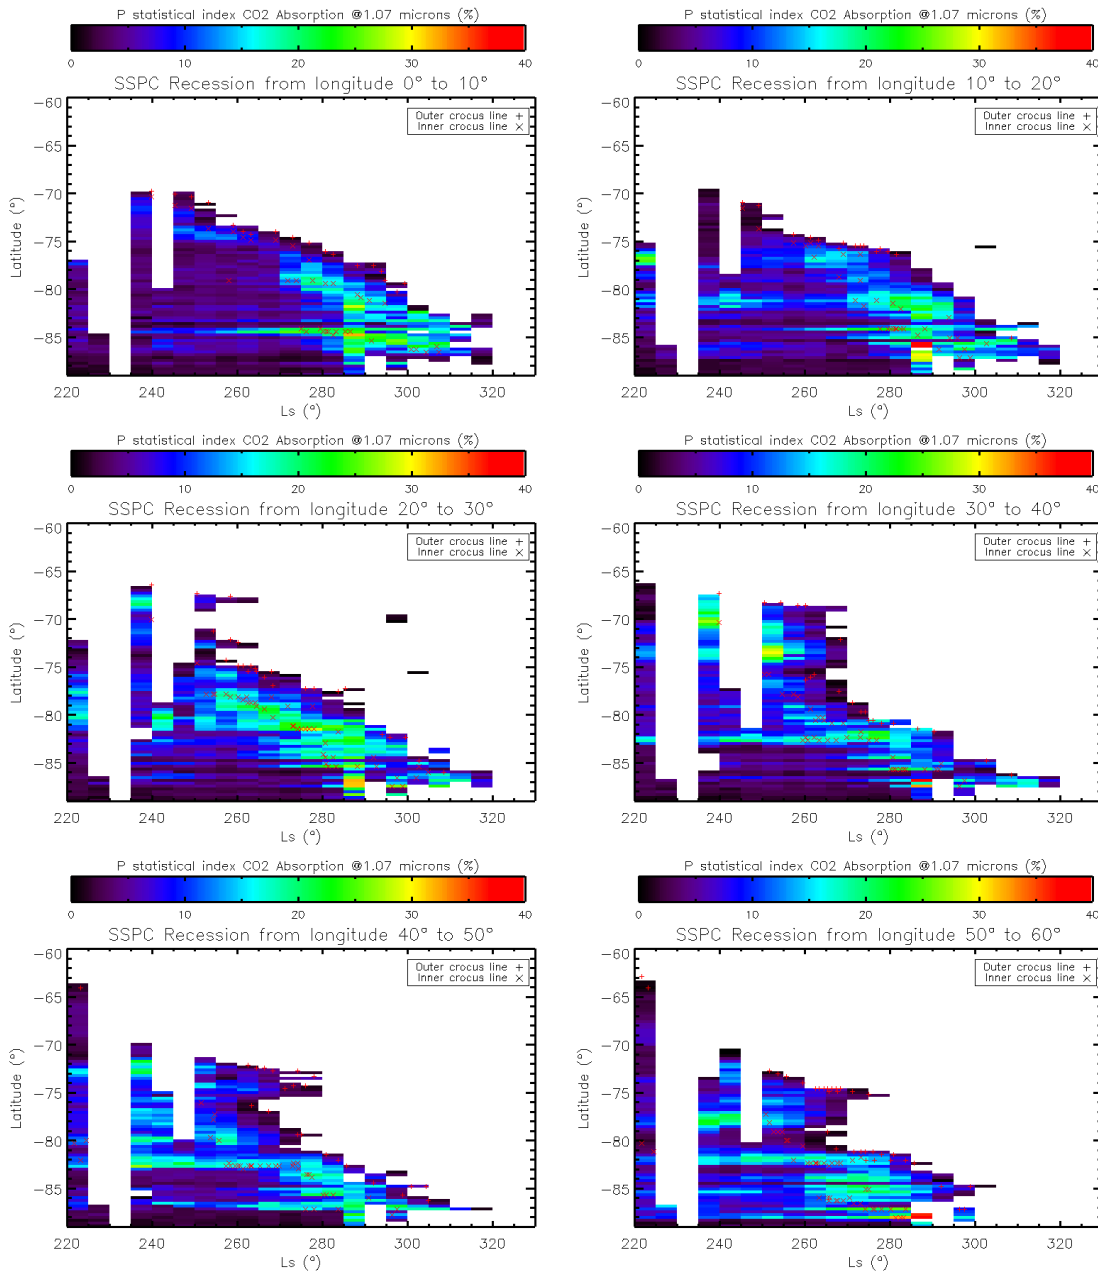 P statistical index CO2 Absorption @1.07 microns (%)
0 10 20 30 40
SSPC Recession from longitude 0° to 10°
Outer crocus line +
Inner crocus line ×
−60
−65
−70
−75
−80
−85
Latitude (°)
220 240 260 280 300 320
Ls (°)
P statistical index CO2 Absorption @1.07 microns (%)
0 10 20 30 40
SSPC Recession from longitude 10° to 20°
Outer crocus line +
Inner crocus line ×
−60
−65
−70
−75
−80
−85
Latitude (°)
220 240 260 280 300 320
Ls (°)
P statistical index CO2 Absorption @1.07 microns (%)
0 10 20 30 40
SSPC Recession from longitude 20° to 30°
Outer crocus line +
Inner crocus line ×
−60
−65
−70
−75
−80
−85
Latitude (°)
220 240 260 280 300 320
Ls (°)
P statistical index CO2 Absorption @1.07 microns (%)
0 10 20 30 40
SSPC Recession from longitude 30° to 40°
Outer crocus line +
Inner crocus line ×
−60
−65
−70
−75
−80
−85
Latitude (°)
220 240 260 280 300 320
Ls (°)
P statistical index CO2 Absorption @1.07 microns (%)
0 10 20 30 40
SSPC Recession from longitude 40° to 50°
Outer crocus line +
Inner crocus line ×
−60
−65
−70
−75
−80
−85
Latitude (°)
220 240 260 280 300 320
Ls (°)
P statistical index CO2 Absorption @1.07 microns (%)
0 10 20 30 40
SSPC Recession from longitude 50° to 60°
Outer crocus line +
Inner crocus line ×
−60
−65
−70
−75
−80
−85
Latitude (°)
220 240 260 280 300 320
Ls (°)